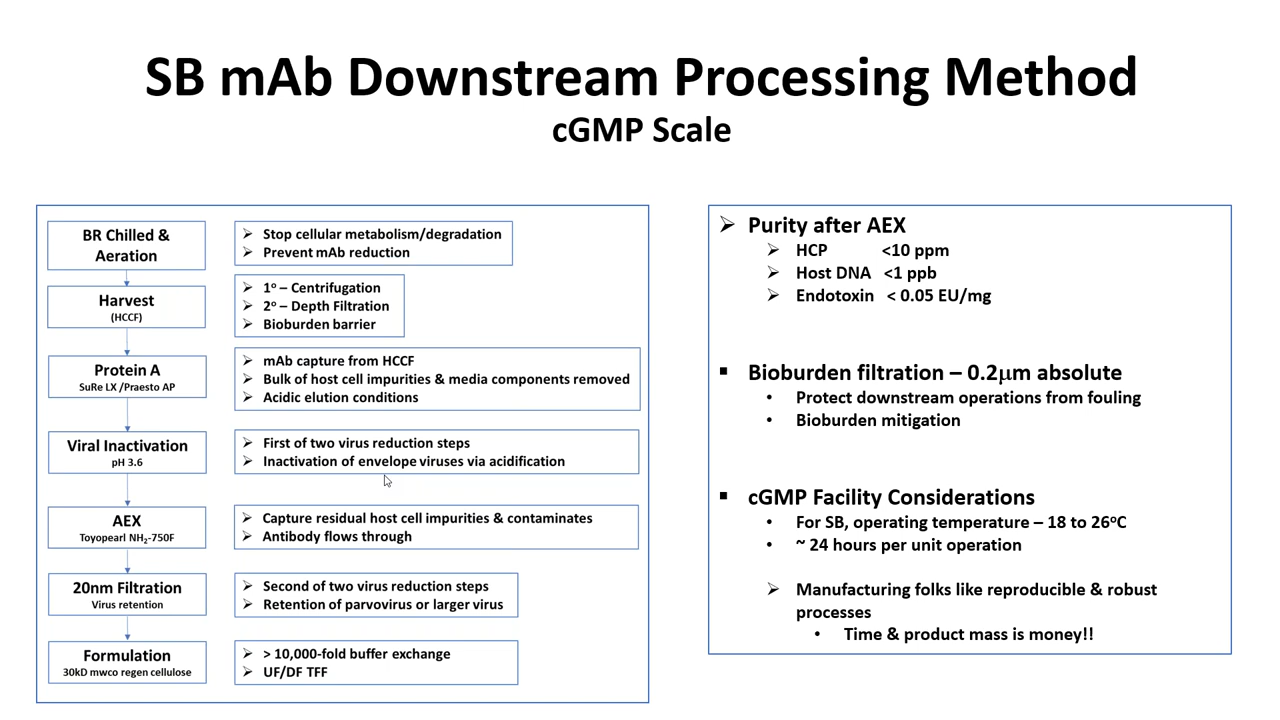 SB mAb Downstream Processing Method
cGMP Scale
BR Chilled &
Aeration
➢ Stop cellular metabolism/degradation
➢ Prevent mAb reduction
Harvest
(HCCF)
➢ 1º – Centrifugation
➢ 2º – Depth Filtration
➢ Bioburden barrier
Protein A
SuRe LX /Praesto AP
➢ mAb capture from HCCF
➢ Bulk of host cell impurities & media components removed
➢ Acidic elution conditions
Viral Inactivation
pH 3.6
➢ First of two virus reduction steps
➢ Inactivation of envelope viruses via acidification
AEX
Toyopearl NH₂-750F
➢ Capture residual host cell impurities & contaminates
➢ Antibody flows through
20nm Filtration
Virus retention
➢ Second of two virus reduction steps
➢ Retention of parvovirus or larger virus
Formulation
30kD mwco regen cellulose
➢ > 10,000-fold buffer exchange
➢ UF/DF TFF
➢ Purity after AEX
➢ HCP <10 ppm
➢ Host DNA <1 ppb
➢ Endotoxin < 0.05 EU/mg
▪ Bioburden filtration – 0.2μm absolute
• Protect downstream operations from fouling
• Bioburden mitigation
▪ cGMP Facility Considerations
• For SB, operating temperature – 18 to 26ºC
• ~ 24 hours per unit operation
➢ Manufacturing folks like reproducible & robust
processes
• Time & product mass is money!!